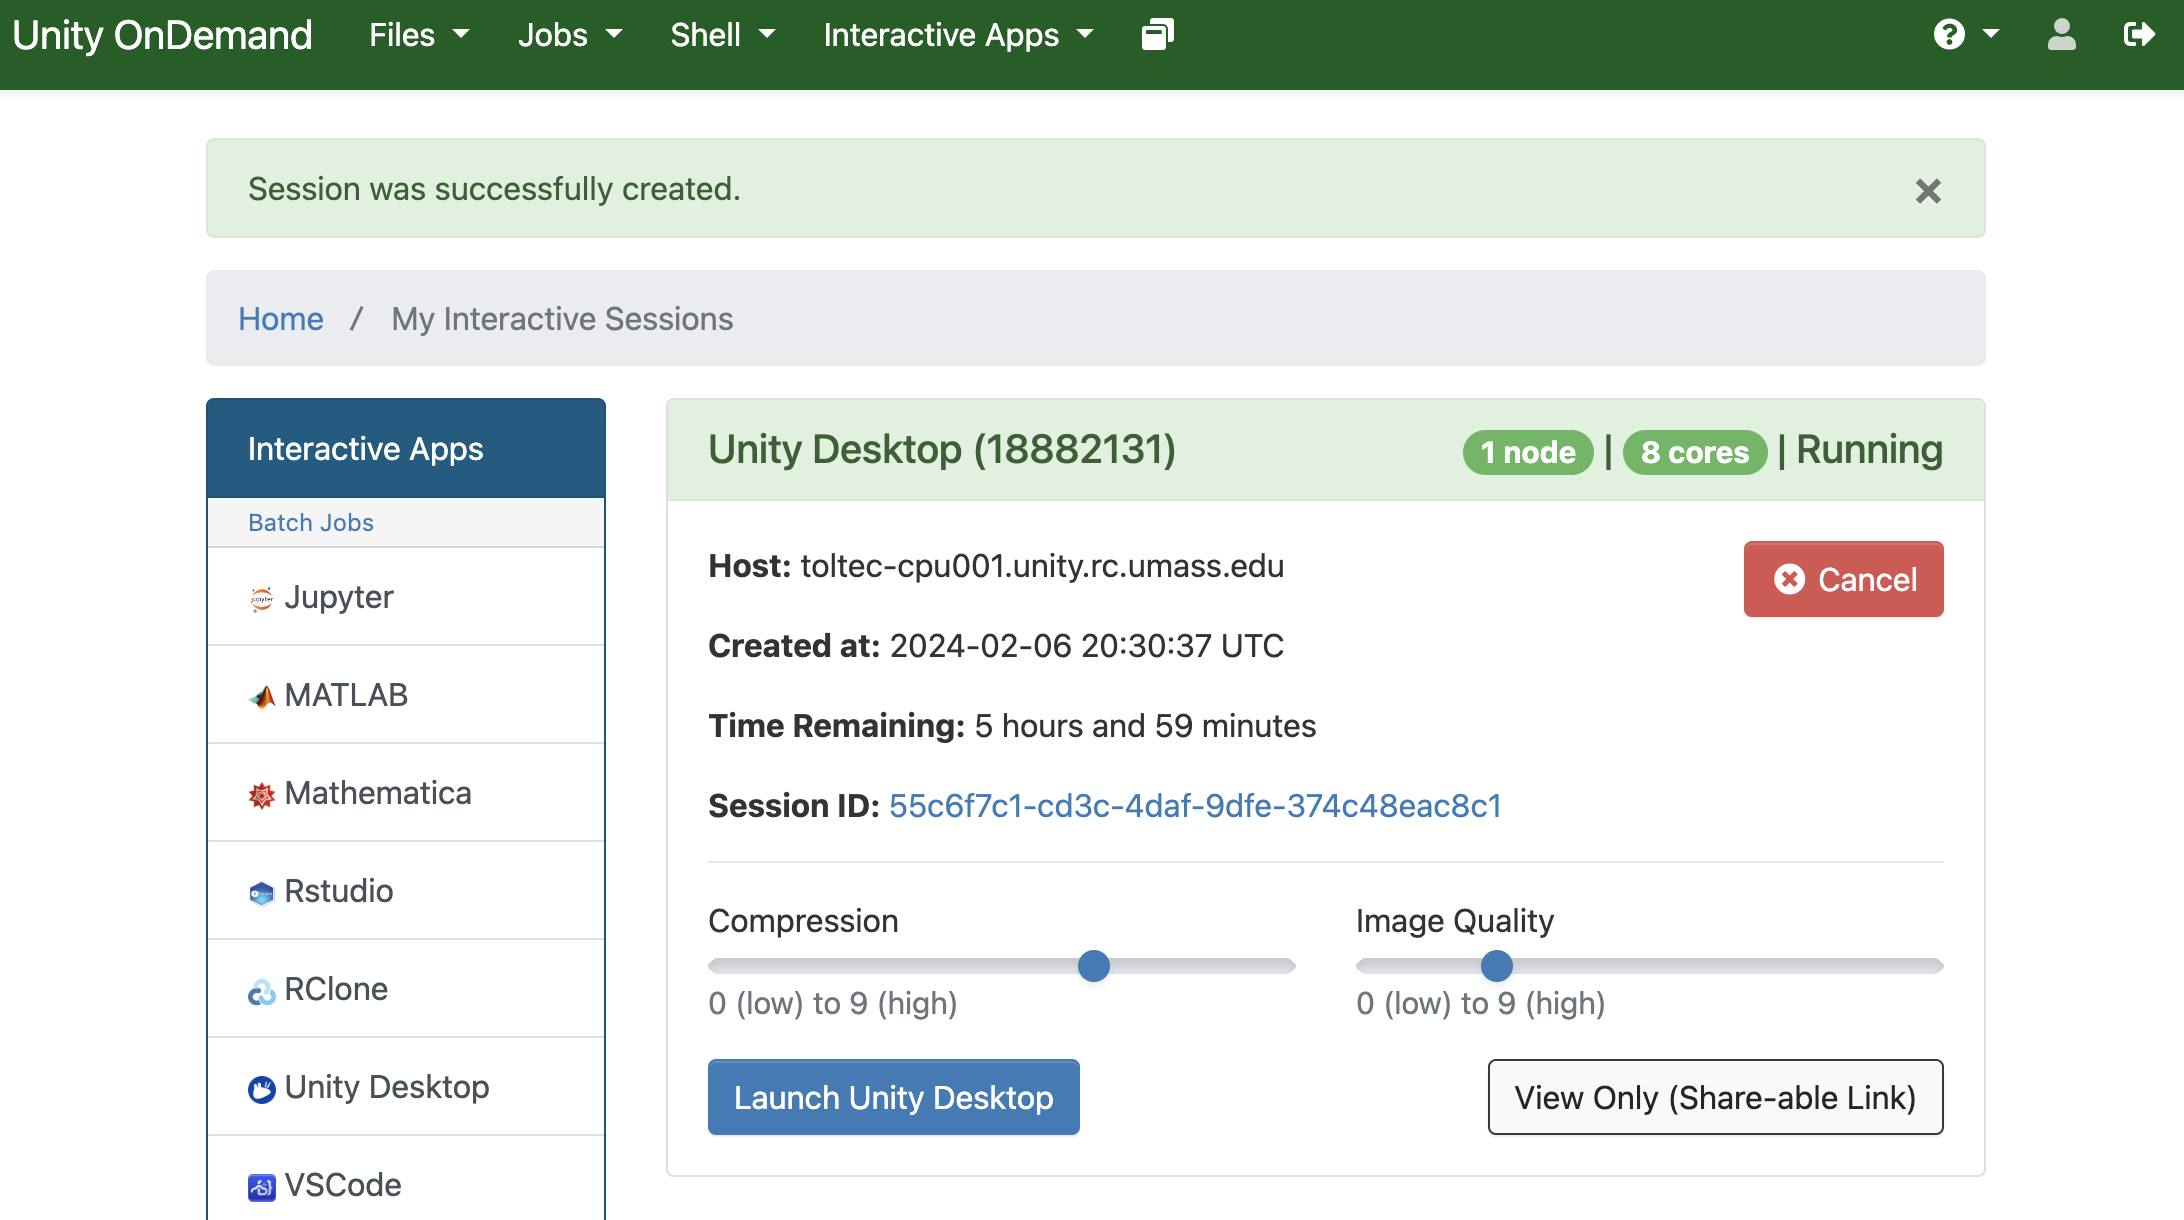 Unity OnDemand Files Jobs Shell Interactive Apps
Session was successfully created.
Home / My Interactive Sessions
Interactive Apps
Batch Jobs
Jupyter
MATLAB
Mathematica
Rstudio
RClone
Unity Desktop
VSCode
Unity Desktop (18882131) 1 node | 8 cores | Running
Host: toltec-cpu001.unity.rc.umass.edu
Cancel
Created at: 2024-02-06 20:30:37 UTC
Time Remaining: 5 hours and 59 minutes
Session ID: 55c6f7c1-cd3c-4daf-9dfe-374c48eac8c1
Compression
0 (low) to 9 (high)
Image Quality
0 (low) to 9 (high)
Launch Unity Desktop
View Only (Share-able Link)